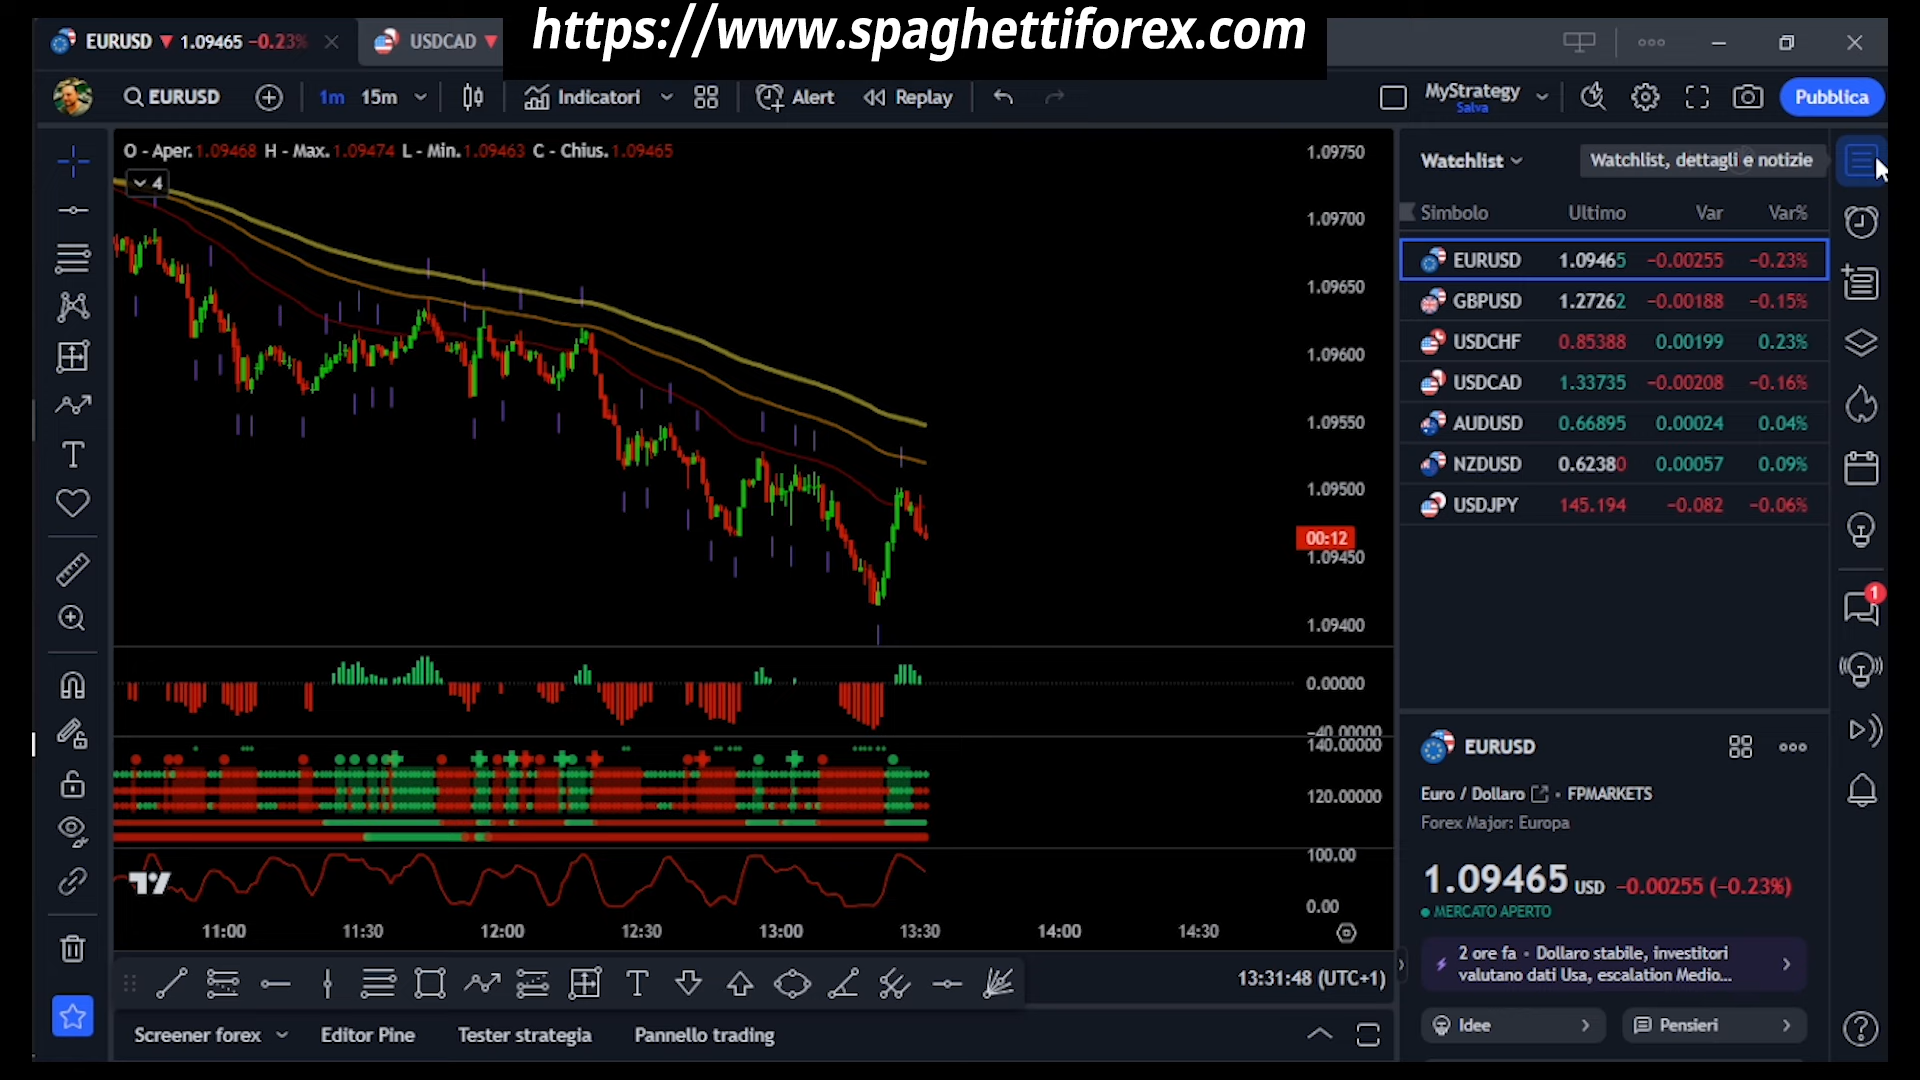 https://www.spaghettiforex.com
EURUSD 1.09465 −0.23%
USDCAD
EURUSD
1m 15m
Indicatori
Alert
Replay
MyStrategy
Salva
Pubblica
O - Aper.1.09468 H - Max.1.09474 L - Min.1.09463 C - Chius.1.09465
4
1.09750
1.09700
1.09650
1.09600
1.09550
1.09500
00:12
1.09450
1.09400
0.00000
−40.00000
140.00000
120.00000
100.00
0.00
11:00 11:30 12:00 12:30 13:00 13:30 14:00 14:30
13:31:48 (UTC+1)
Screener forex Editor Pine Tester strategia Pannello trading
Watchlist
Watchlist, dettagli e notizie
Simbolo Ultimo Var Var%
EURUSD 1.09465 −0.00255 −0.23%
GBPUSD 1.27262 −0.00188 −0.15%
USDCHF 0.85388 0.00199 0.23%
USDCAD 1.33735 −0.00208 −0.16%
AUDUSD 0.66895 0.00024 0.04%
NZDUSD 0.62380 0.00057 0.09%
USDJPY 145.194 −0.082 −0.06%
1
EURUSD
Euro / Dollaro • FPMARKETS
Forex Major: Europa
1.09465 USD −0.00255 (−0.23%)
MERCATO APERTO
2 ore fa • Dollaro stabile, investitori
valutano dati Usa, escalation Medio...
Idee
Pensieri